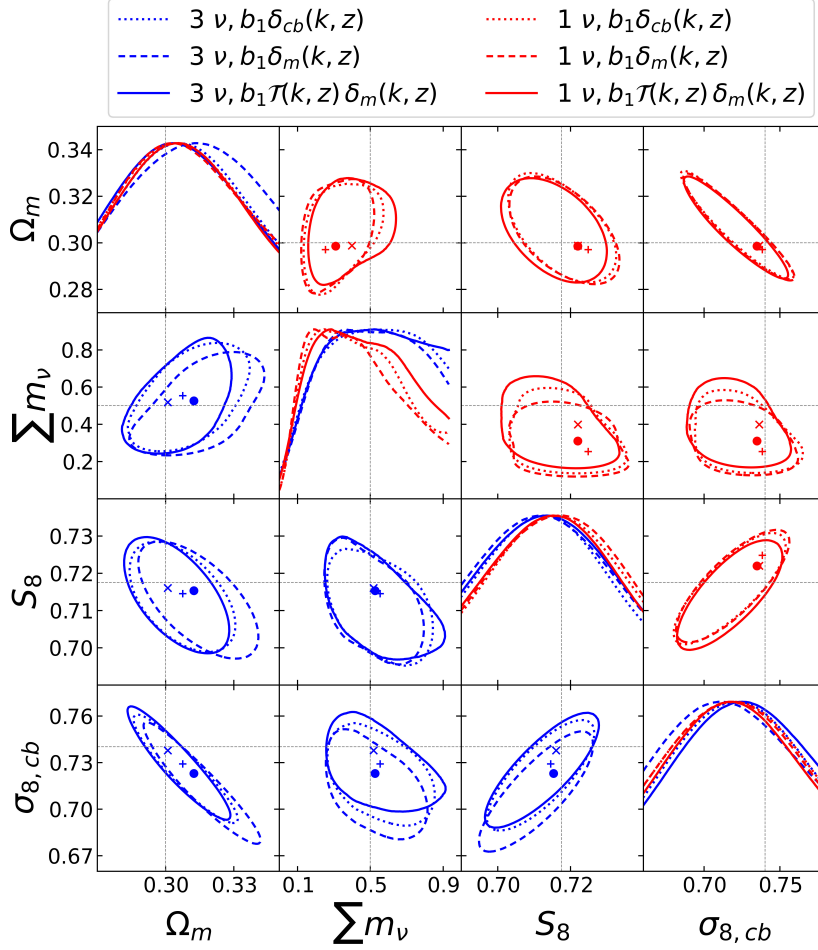 3 ν, b₁δ_cb(k, z)   1 ν, b₁δ_cb(k, z)
3 ν, b₁δ_m(k, z)   1 ν, b₁δ_m(k, z)
3 ν, b₁𝒯(k, z) δ_m(k, z)   1 ν, b₁𝒯(k, z) δ_m(k, z)
Ω_m
0.34
0.32
0.30
0.28
∑m_ν
0.8
0.6
0.4
0.2
S₈
0.73
0.72
0.71
0.70
σ_8,cb
0.76
0.73
0.70
0.67
0.30 0.33 0.1 0.5 0.9 0.70 0.72 0.70 0.75
Ω_m ∑m_ν S₈ σ_8,cb